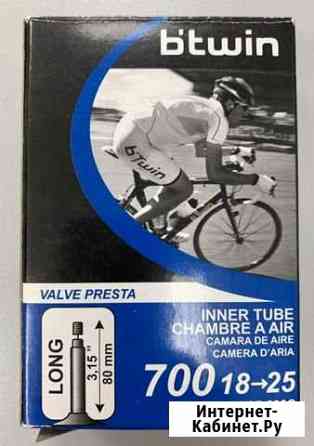 b'twin
b'twin
VALVE PRESTA
INNER TUBE
CHAMBRE A AIR
CAMARA DE AIRE
CAMERA D'ARIA
LONG
3,15"
80 mm
700 18→25
Интернет-
Кабинет.Ру